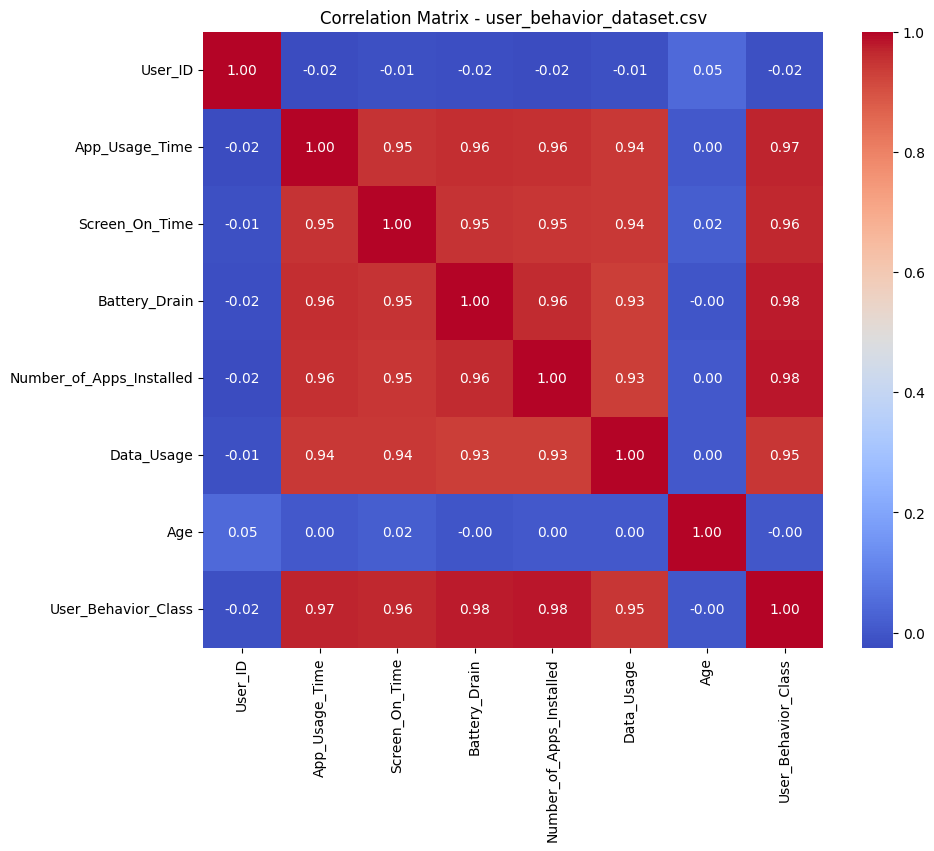 Correlation Matrix - user_behavior_dataset.csv
User_ID 1.00 -0.02 -0.01 -0.02 -0.02 -0.01 0.05 -0.02
App_Usage_Time -0.02 1.00 0.95 0.96 0.96 0.94 0.00 0.97
Screen_On_Time -0.01 0.95 1.00 0.95 0.95 0.94 0.02 0.96
Battery_Drain -0.02 0.96 0.95 1.00 0.96 0.93 -0.00 0.98
Number_of_Apps_Installed -0.02 0.96 0.95 0.96 1.00 0.93 0.00 0.98
Data_Usage -0.01 0.94 0.94 0.93 0.93 1.00 0.00 0.95
Age 0.05 0.00 0.02 -0.00 0.00 0.00 1.00 -0.00
User_Behavior_Class -0.02 0.97 0.96 0.98 0.98 0.95 -0.00 1.00
User_ID
App_Usage_Time
Screen_On_Time
Battery_Drain
Number_of_Apps_Installed
Data_Usage
Age
User_Behavior_Class
1.0
0.8
0.6
0.4
0.2
0.0